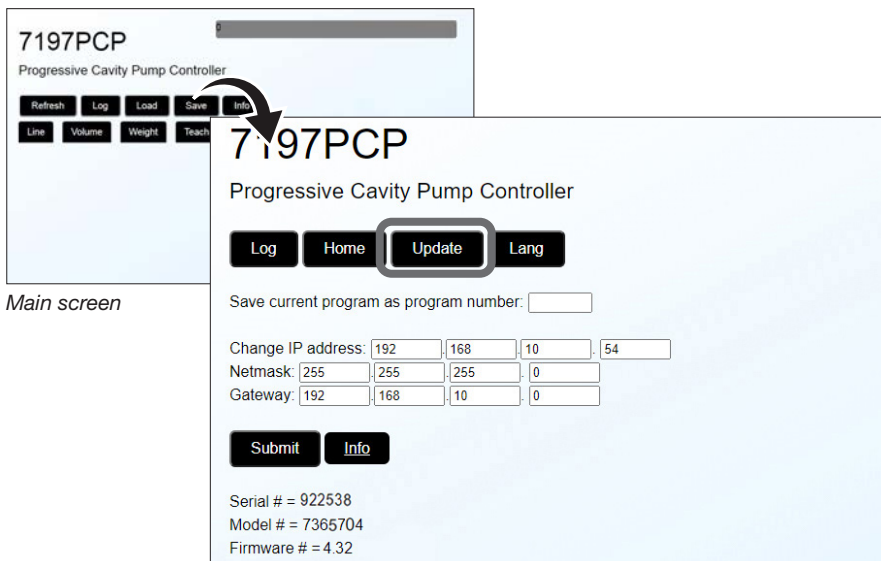 0
7197PCP
Progressive Cavity Pump Controller
Refresh Log Load Save Info
Line Volume Weight Teach
Main screen
7197PCP
Progressive Cavity Pump Controller
Log Home Update Lang
Save current program as program number:
Change IP address: 192 . 168 . 10 . 54
Netmask: 255 . 255 . 255 . 0
Gateway: 192 . 168 . 10 . 0
Submit Info
Serial # = 922538
Model # = 7365704
Firmware # = 4.32